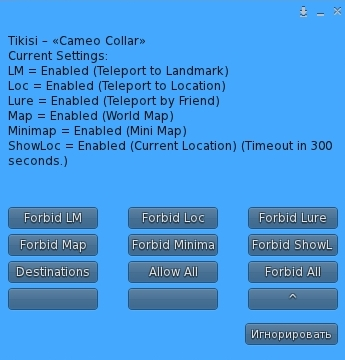 Tikisi – «Cameo Collar»
Current Settings:
LM = Enabled (Teleport to Landmark)
Loc = Enabled (Teleport to Location)
Lure = Enabled (Teleport by Friend)
Map = Enabled (World Map)
Minimap = Enabled (Mini Map)
ShowLoc = Enabled (Current Location) (Timeout in 300
seconds.)
Forbid LM Forbid Loc Forbid Lure
Forbid Map Forbid Minima Forbid ShowL
Destinations Allow All Forbid All
^
Игнорировать